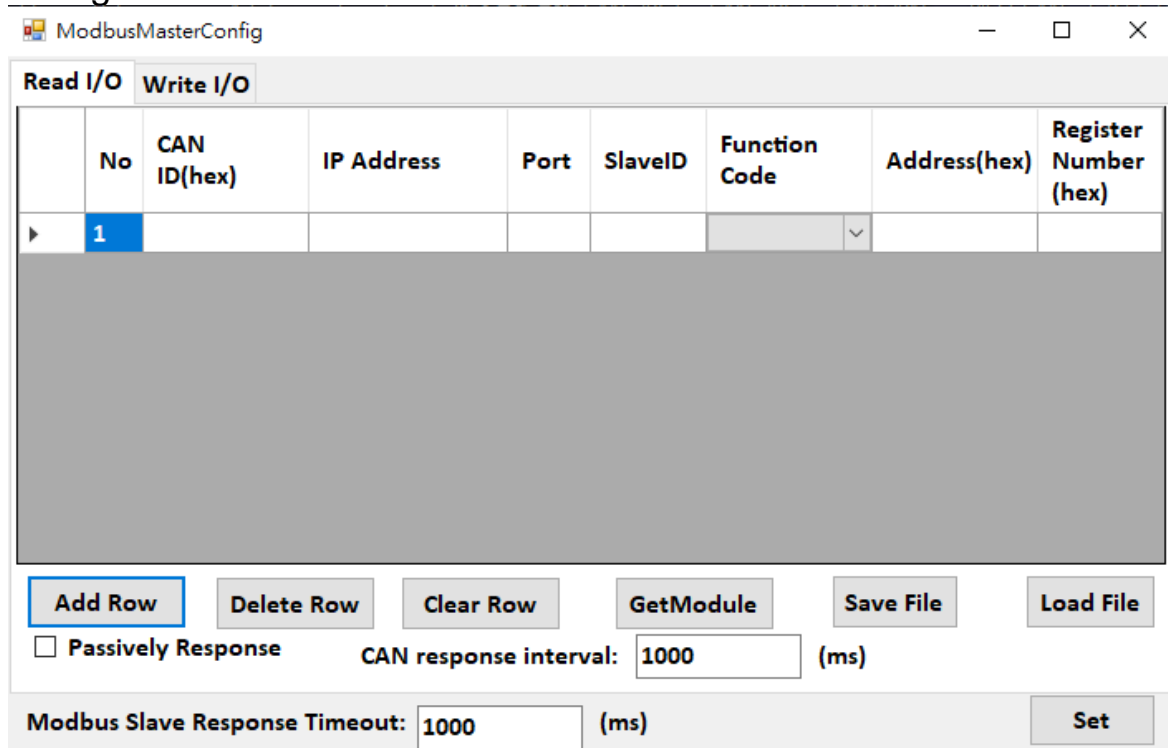 ModbusMasterConfig
Read I/O Write I/O
No CAN ID(hex) IP Address Port SlaveID Function Code Address(hex) Register Number (hex)
1
Add Row Delete Row Clear Row GetModule Save File Load File
Passively Response CAN response interval: 1000 (ms)
Modbus Slave Response Timeout: 1000 (ms) Set